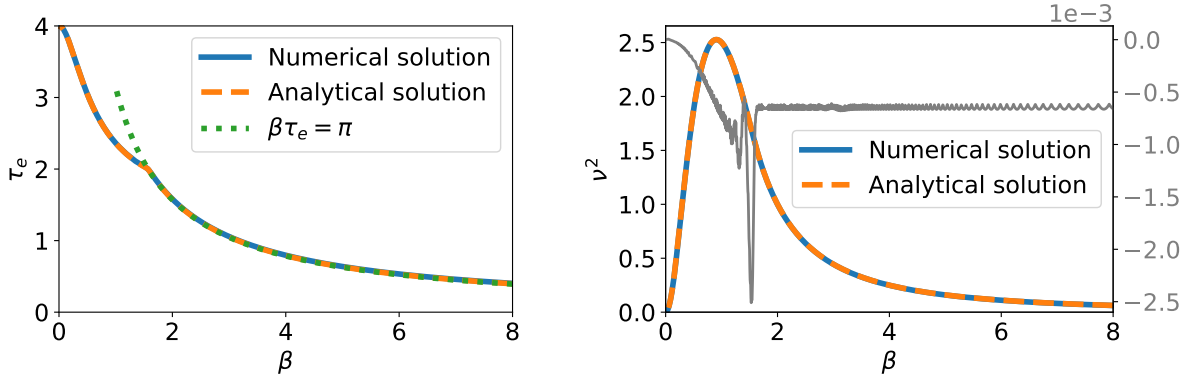 4
3
2
1
0
τₑ
Numerical solution
Analytical solution
βτₑ = π
0 2 4 6 8
β
2.5
2.0
1.5
1.0
0.5
0.0
ν²
Numerical solution
Analytical solution
0 2 4 6 8
β
1e−3
0.0
−0.5
−1.0
−1.5
−2.0
−2.5